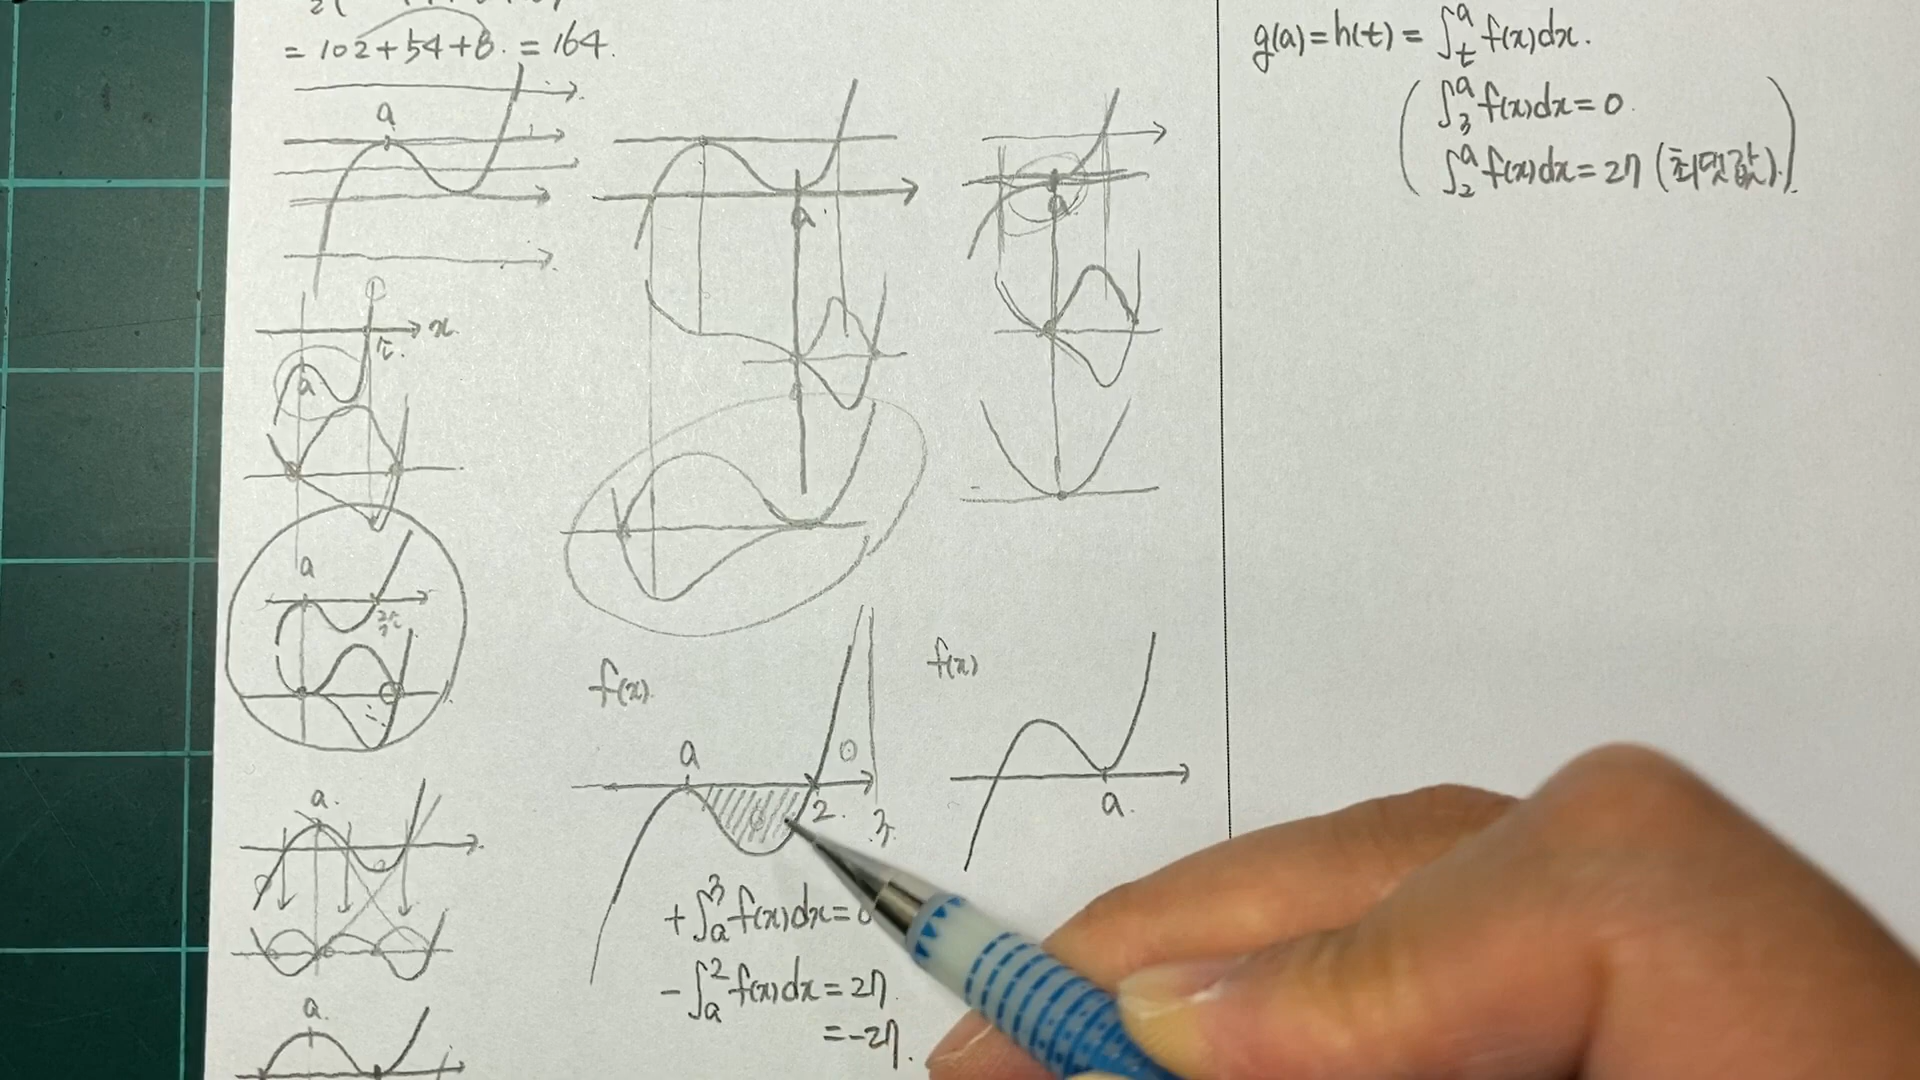 = 102+54+8. = 164.
a
a
a
x
a
a
f(x)
a
2.
3.
+∫ₐ³ f(x)dx = 0
-∫ₐ² f(x)dx = 27
= -27.
f(x)
a.
a.
a.
g(a) = h(t) = ∫ₜᵃ f(x)dx.
∫₃ᵃ f(x)dx = 0.
∫₂ᵃ f(x)dx = 27 (최댓값).